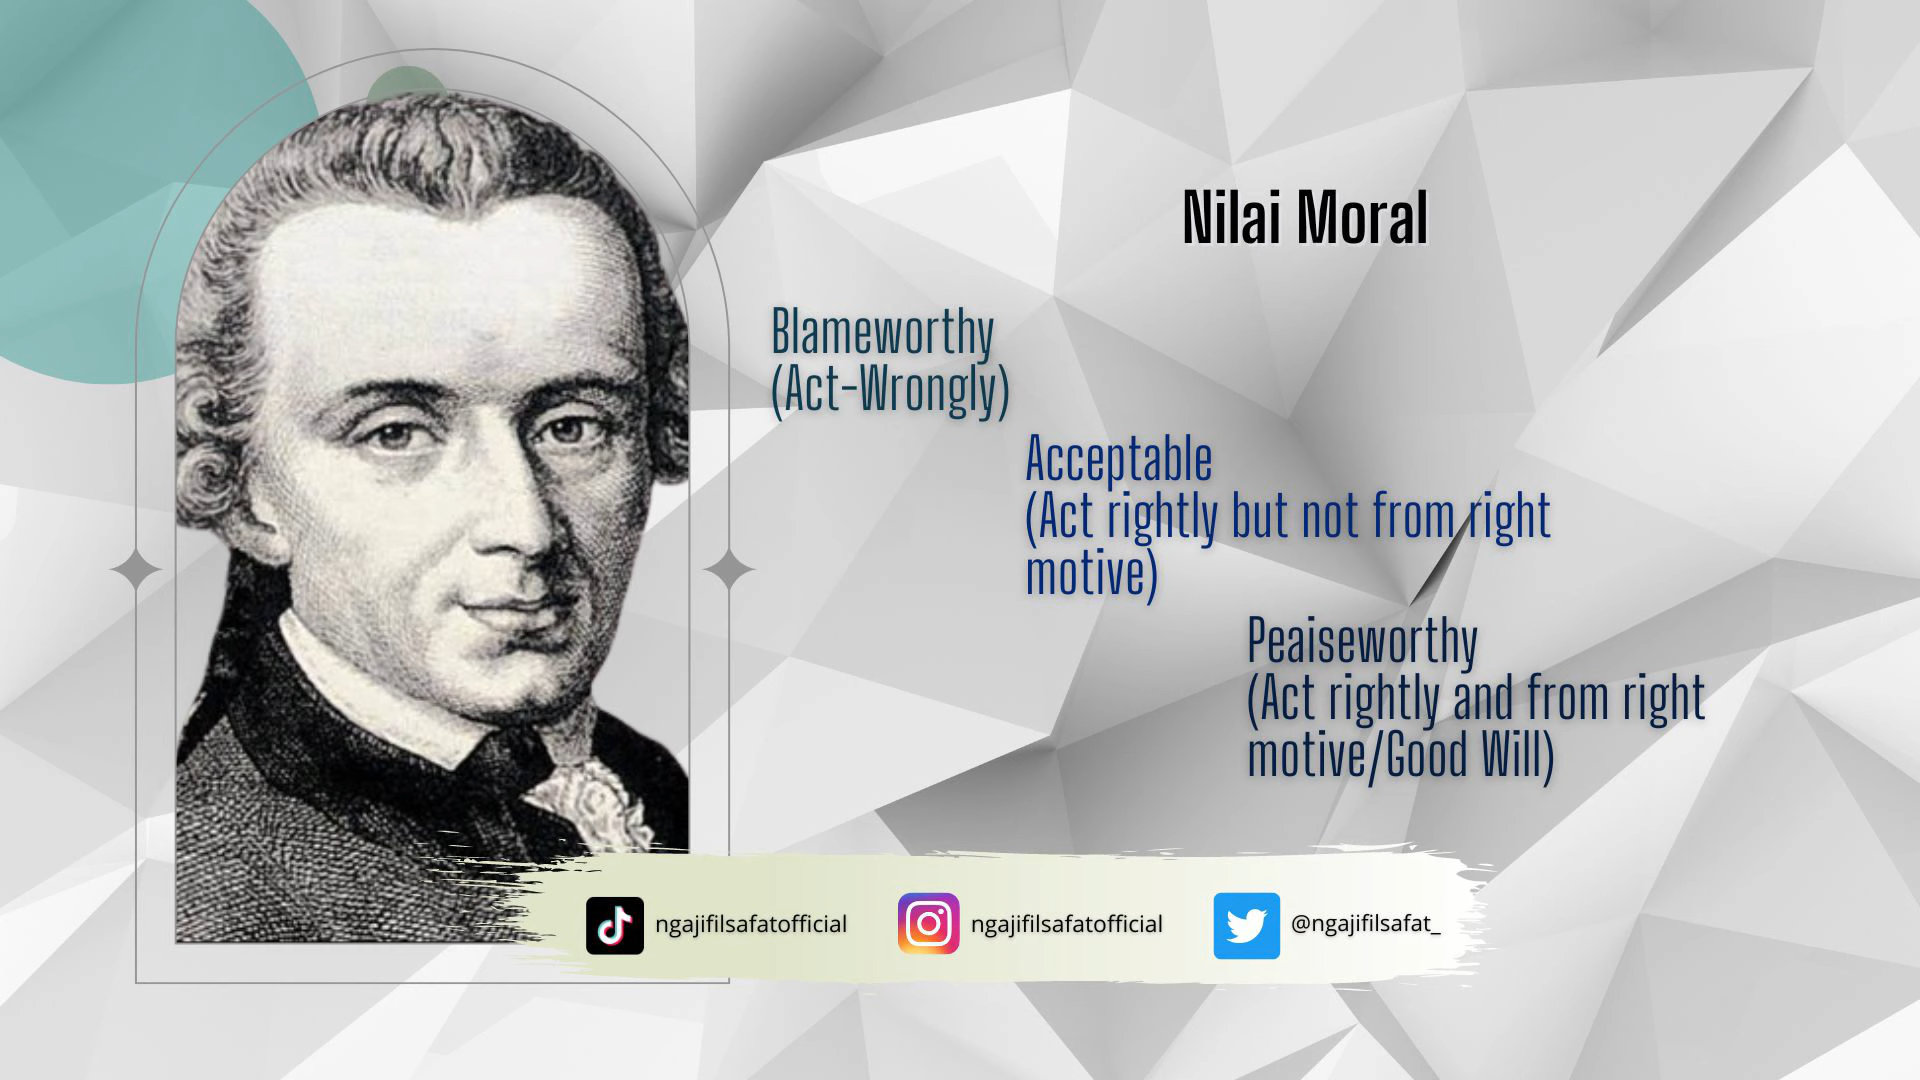 Nilai Moral
Blameworthy
(Act-Wrongly)
Acceptable
(Act rightly but not from right
motive)
Peaiseworthy
(Act rightly and from right
motive/Good Will)
ngajifilsafatofficial
ngajifilsafatofficial
@ngajifilsafat_